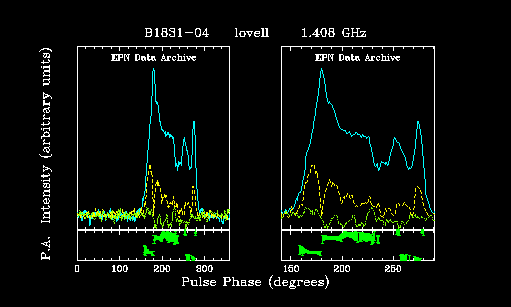 B1831-04 lovell 1.408 GHz
EPN Data Archive EPN Data Archive
Intensity (arbitrary units)
P.A.
0 100 200 300 150 200 250
Pulse Phase (degrees)